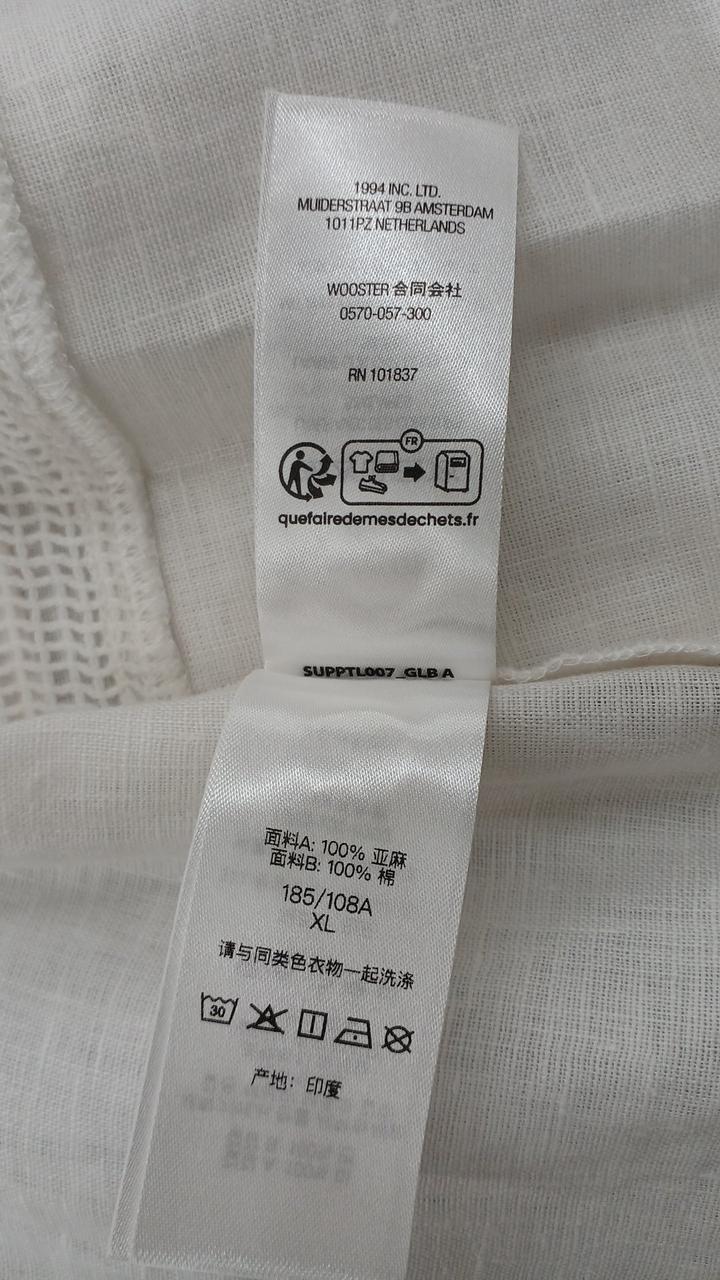 1994 INC. LTD.
MUIDERSTRAAT 9B AMSTERDAM
1011PZ NETHERLANDS
WOOSTER 合同会社
0570-057-300
RN 101837
FR
quefairedemesdechets.fr
SUPPTL007_GLB A
面料A: 100% 亚麻
面料B: 100% 棉
185/108A
XL
请与同类色衣物一起洗涤
30
产地：印度